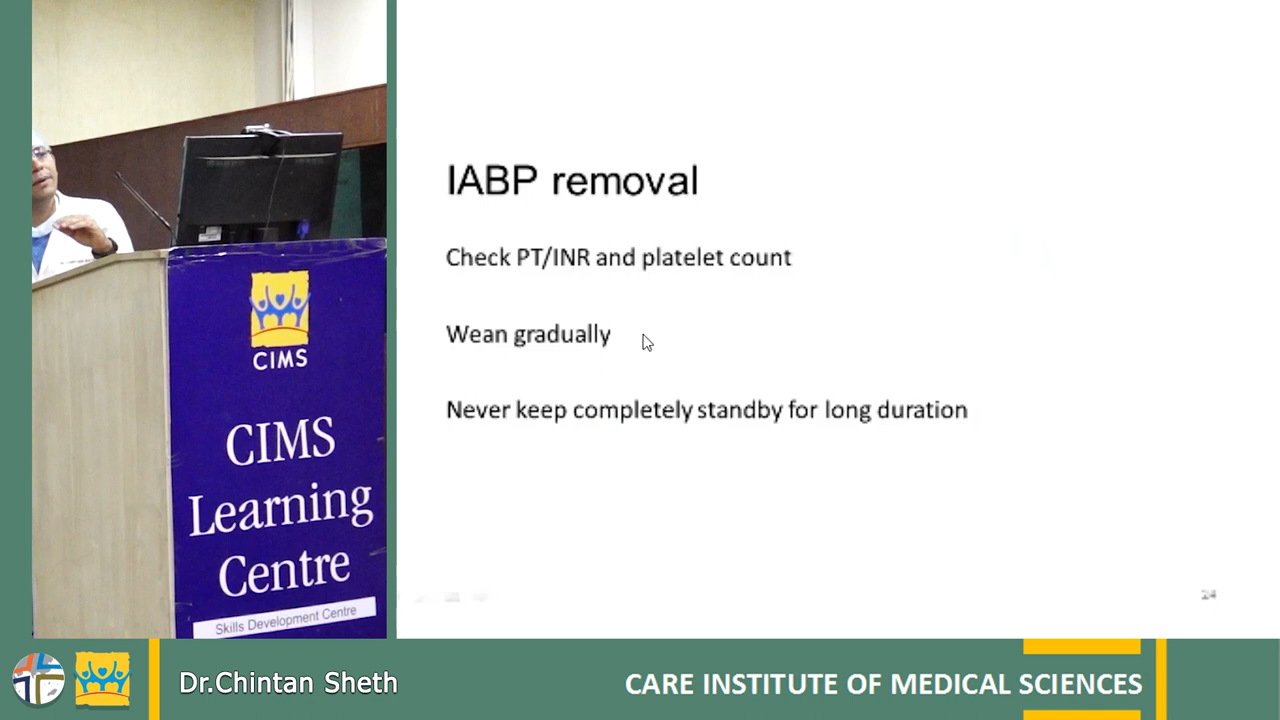 IABP removal
Check PT/INR and platelet count
Wean gradually
Never keep completely standby for long duration
24
CIMS
CIMS
Learning
Centre
Skills Development Centre
Dr.Chintan Sheth
CARE INSTITUTE OF MEDICAL SCIENCES